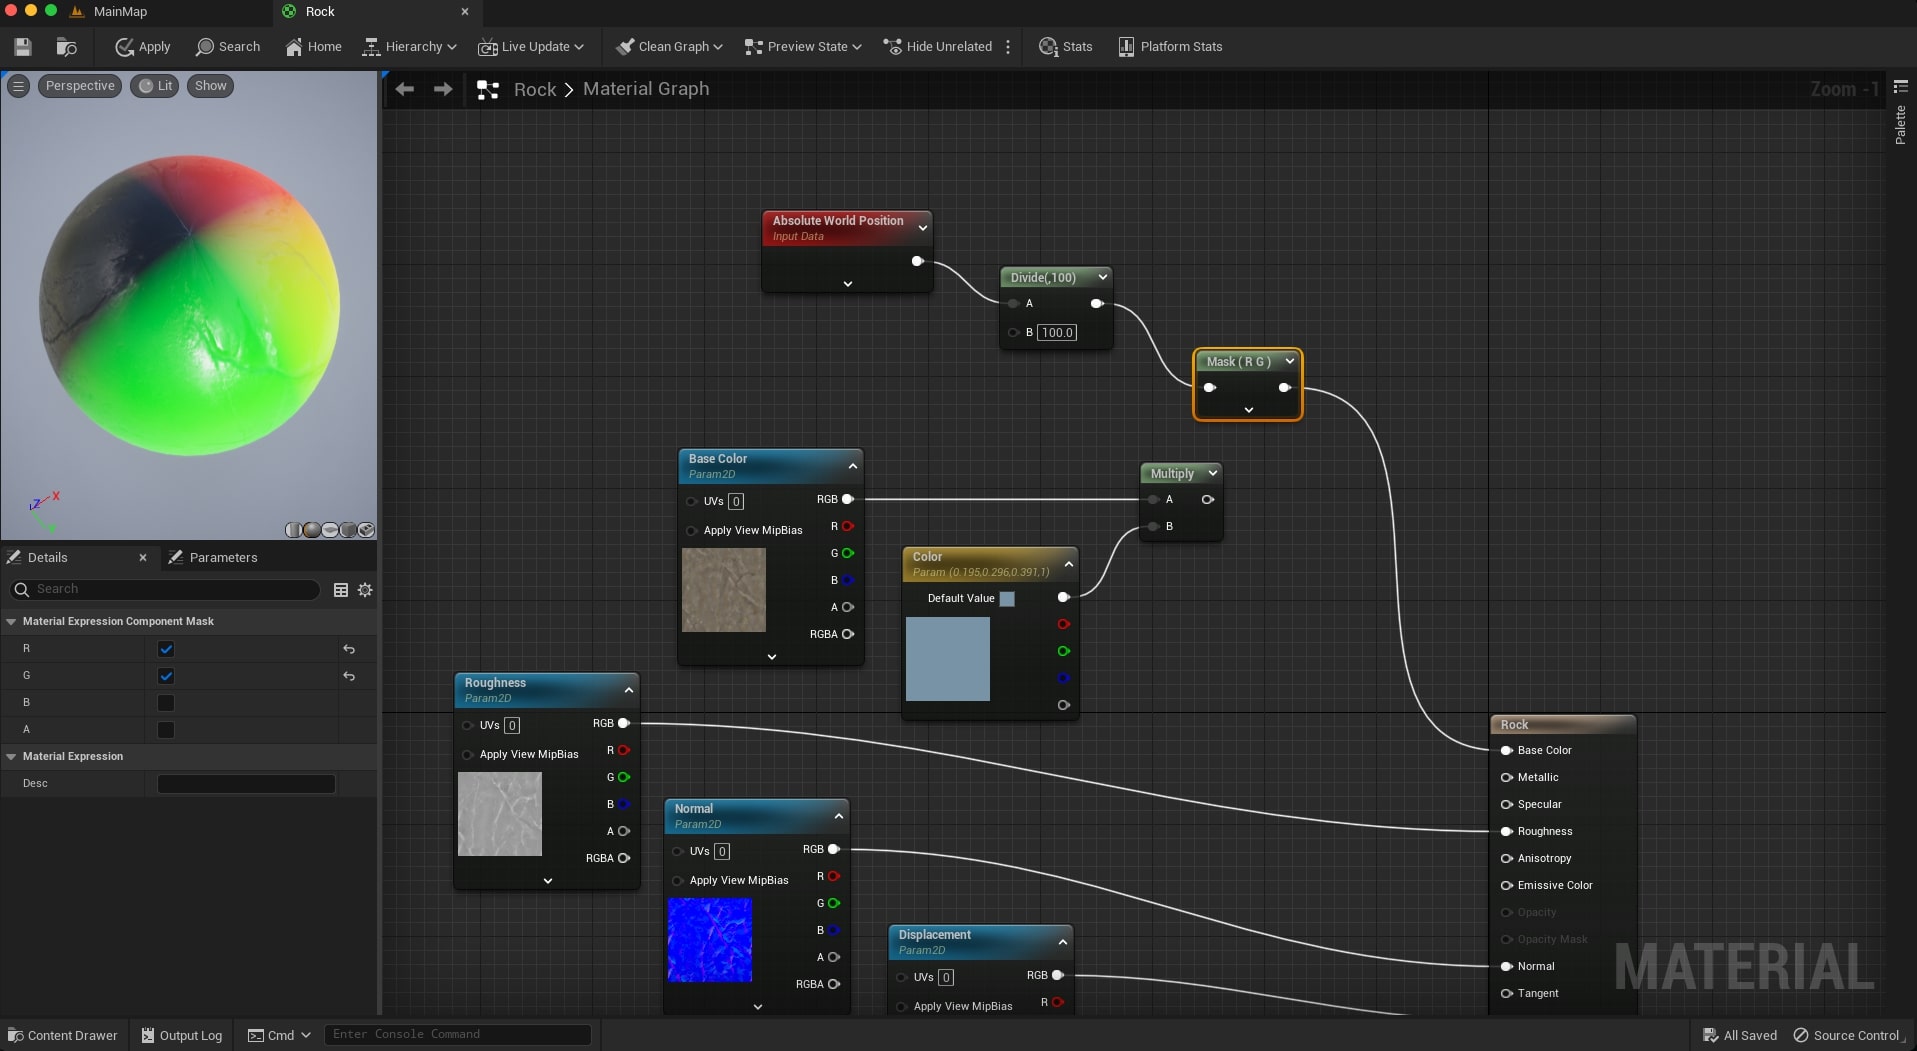 MainMap
Rock
Apply
Search
Home
Hierarchy
Live Update
Clean Graph
Preview State
Hide Unrelated
Stats
Platform Stats
Perspective
Lit
Show
Rock
Material Graph
Zoom -1
Palette
Absolute World Position
Input Data
Divide(,100)
A
B 100.0
Mask ( R G )
Base Color
Param2D
UVs 0
RGB
Apply View MipBias
R
G
B
A
RGBA
Multiply
A
B
Color
Param (0.195,0.296,0.391,1)
Default Value
Z
X
Y
Details
Parameters
Search
Material Expression Component Mask
R
G
B
A
Material Expression
Desc
Roughness
Param2D
UVs 0
RGB
Apply View MipBias
R
G
B
A
RGBA
Normal
Param2D
UVs 0
RGB
Apply View MipBias
R
G
B
A
RGBA
Displacement
Param2D
UVs 0
RGB
Apply View MipBias
R
Rock
Base Color
Metallic
Specular
Roughness
Anisotropy
Emissive Color
Opacity
Opacity Mask
Normal
Tangent
MATERIAL
Content Drawer
Output Log
Cmd
Enter Console Command
All Saved
Source Control